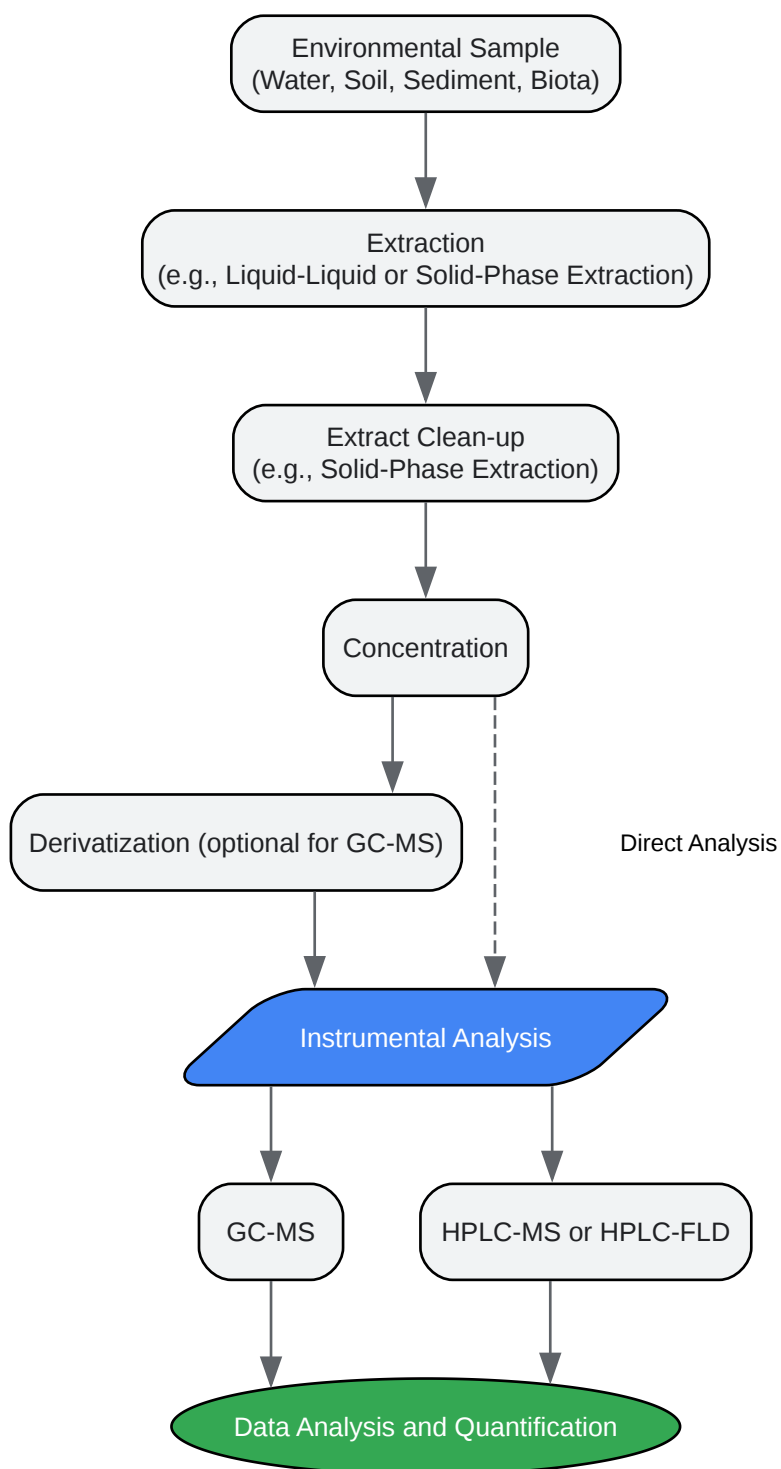 Environmental Sample
(Water, Soil, Sediment, Biota)
Extraction
(e.g., Liquid-Liquid or Solid-Phase Extraction)
Extract Clean-up
(e.g., Solid-Phase Extraction)
Concentration
Derivatization (optional for GC-MS)
Direct Analysis
Instrumental Analysis
GC-MS
HPLC-MS or HPLC-FLD
Data Analysis and Quantification